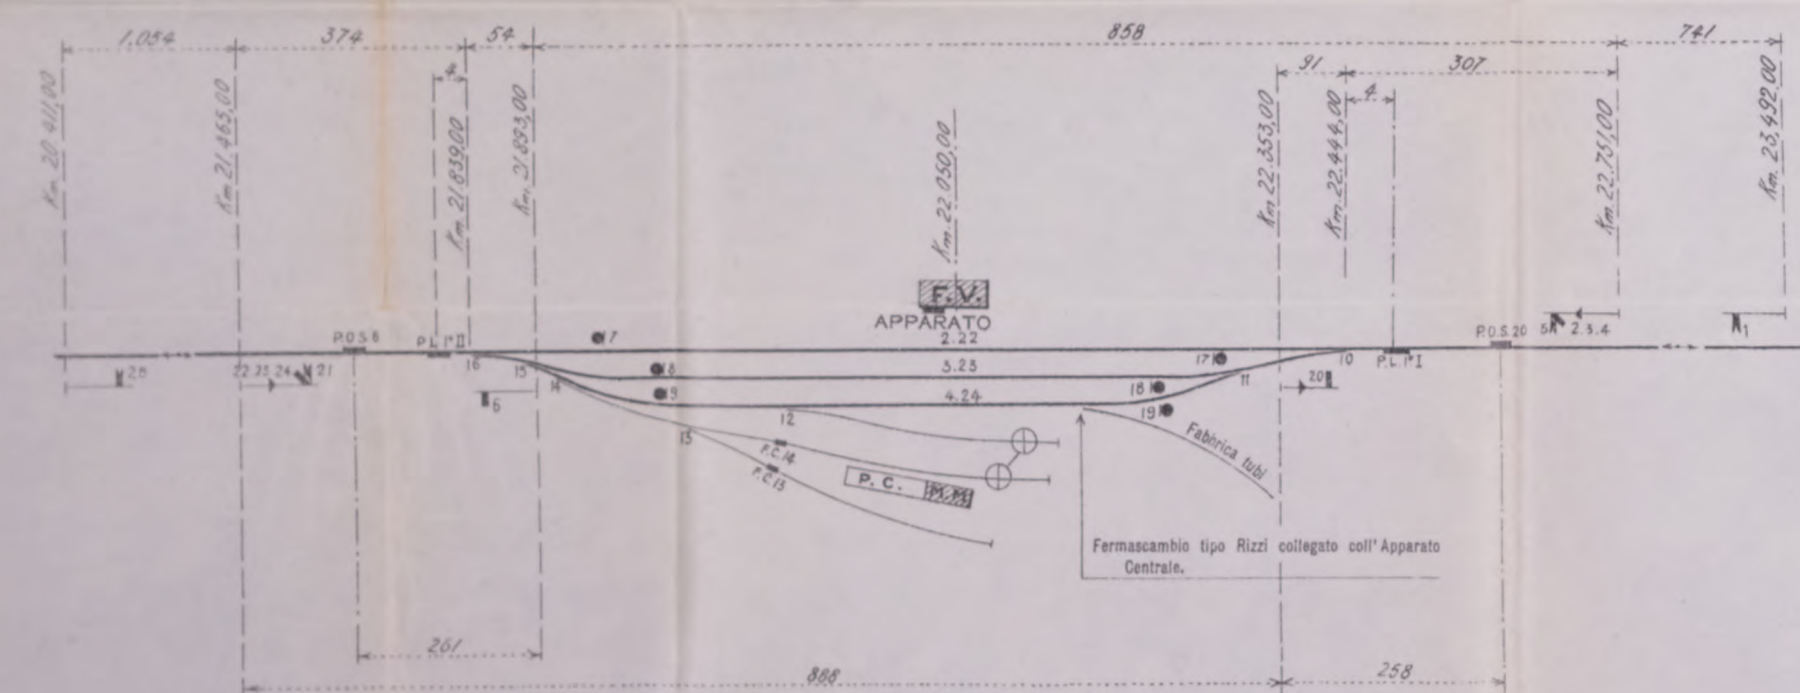 1.054 374 54 858 741
4 91 307
4
Km. 20.411,00
Km 21.465,00
Km 21.839,00
Km. 21.893,00
Km. 22.050,00
Km 22.353,00
Km. 22.444,00
Km. 22.751,00
Km. 23.492,00
F.V.
APPARATO
2.22
P.O.S 6 P.L. 1° II 7 P.O.S. 20 5 2.3.4 1
16 15 8 3.23 17 11 10 P.L. 1° I
25 22.23.24 21 14 9 4.24 18 20
6 12 19
13 P.C.14 Fabbrica tubi
P.C.13 P. C. M.M.
Fermascambio tipo Rizzi collegato coll'Apparato
Centrale.
261
888 258